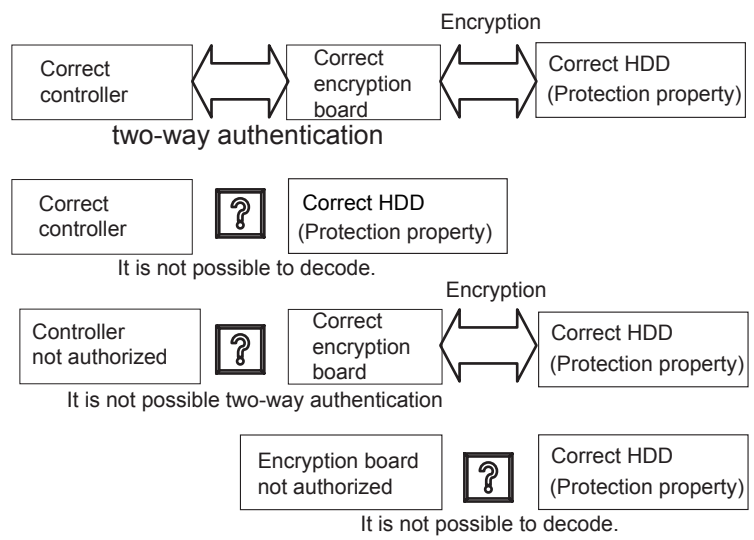 Encryption
Correct
controller
Correct
encryption
board
Correct HDD
(Protection property)
two-way authentication
Correct
controller
?
Correct HDD
(Protection property)
It is not possible to decode.
Encryption
Controller
not authorized
?
Correct
encryption
board
Correct HDD
(Protection property)
It is not possible two-way authentication
Encryption board
not authorized
?
Correct HDD
(Protection property)
It is not possible to decode.